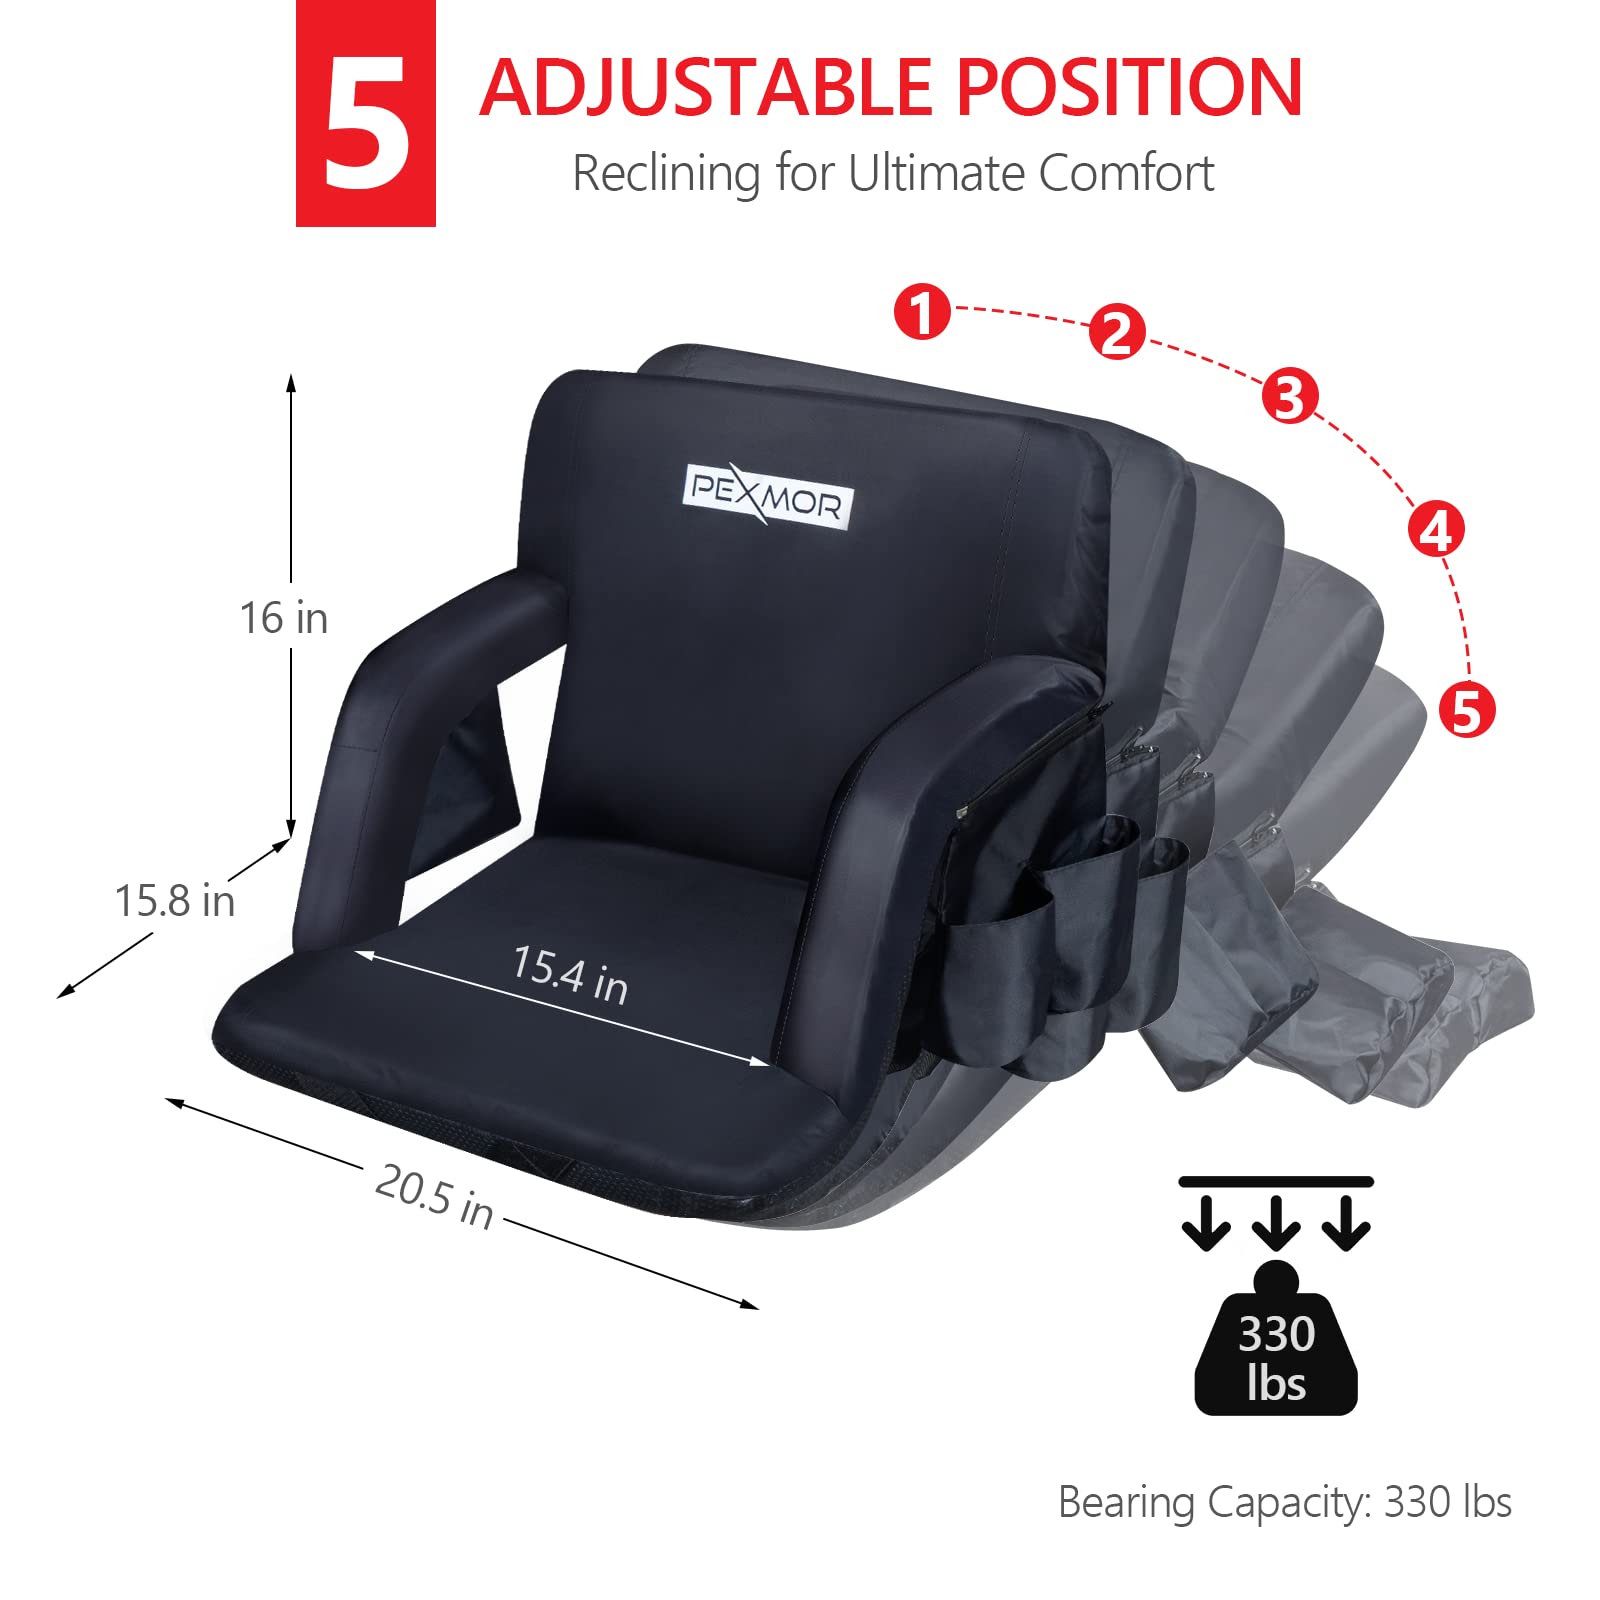 5
ADJUSTABLE POSITION
Reclining for Ultimate Comfort
1
2
3
4
5
PEXMOR
16 in
15.8 in
15.4 in
20.5 in
330
lbs
Bearing Capacity: 330 lbs